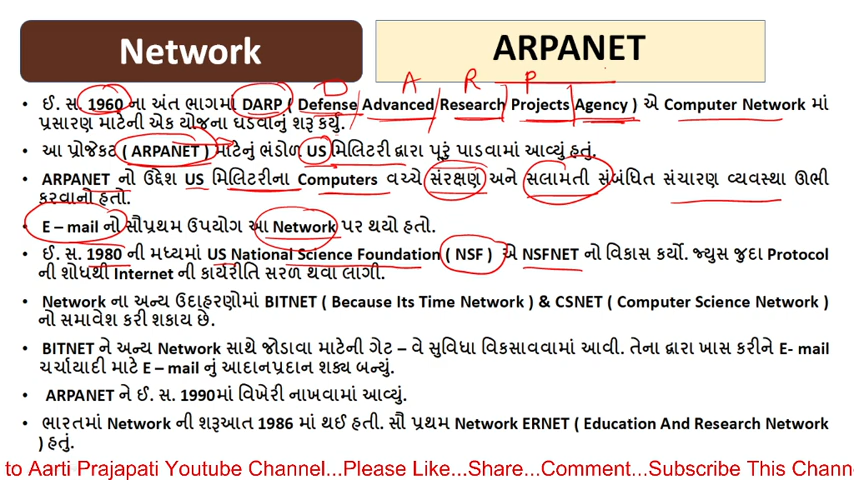 Network
ARPANET
D A R P
• ઈ. સ. 1960 ના અંત ભાગમાં DARP ( Defense Advanced Research Projects Agency ) એ Computer Network માં
પ્રસારણ માટેની એક યોજના ઘડવાનું શરૂ કર્યું.
• આ પ્રોજેકટ ( ARPANET ) માટેનું ભંડોળ US મિલિટરી દ્વારા પૂરું પાડવામાં આવ્યું હતું.
• ARPANET નો ઉદ્દેશ US મિલિટરીના Computers વચ્ચે સંરક્ષણ અને સલામતી સંબંધિત સંચારણ વ્યવસ્થા ઊભી
કરવાનો હતો.
• E – mail નો સૌપ્રથમ ઉપયોગ આ Network પર થયો હતો.
• ઈ. સ. 1980 ની મધ્યમાં US National Science Foundation ( NSF ) એ NSFNET નો વિકાસ કર્યો. જ્યુસ જુદા Protocol
ની શોધથી Internet ની કાર્યરીતિ સરળ થવા લાગી.
• Network ના અન્ય ઉદાહરણોમાં BITNET ( Because Its Time Network ) & CSNET ( Computer Science Network )
નો સમાવેશ કરી શકાય છે.
• BITNET ને અન્ય Network સાથે જોડાવા માટેની ગેટ – વે સુવિધા વિકસાવવામાં આવી. તેના દ્વારા ખાસ કરીને E- mail
ચર્ચાયાદી માટે E – mail નું આદાનપ્રદાન શક્ય બન્યું.
• ARPANET ને ઈ. સ. 1990માં વિખેરી નાખવામાં આવ્યું.
• ભારતમાં Network ની શરૂઆત 1986 માં થઈ હતી. સૌ પ્રથમ Network ERNET ( Education And Research Network
) હતું.
to Aarti Prajapati Youtube Channel...Please Like...Share...Comment...Subscribe This Chann